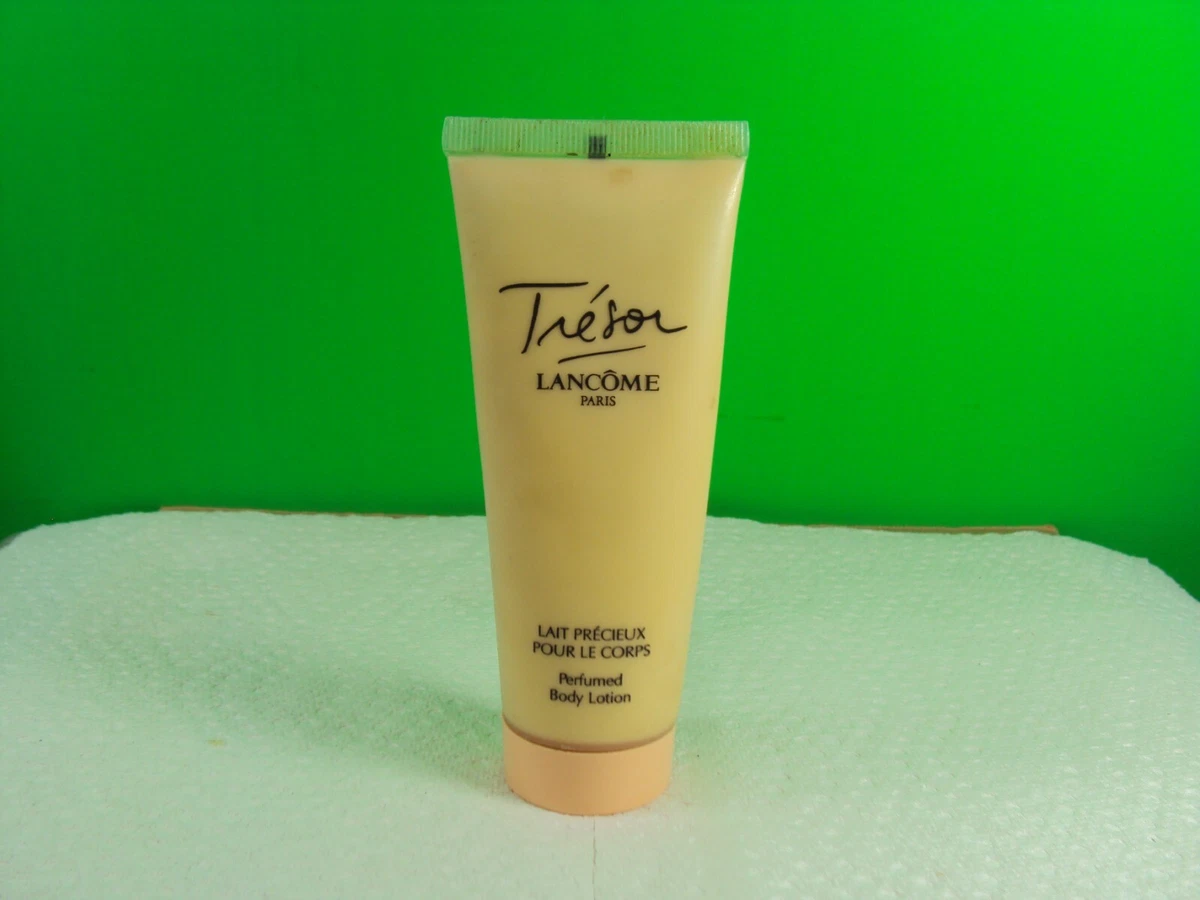 Trésor
LANCÔME
PARIS
LAIT PRÉCIEUX
POUR LE CORPS
Perfumed
Body Lotion